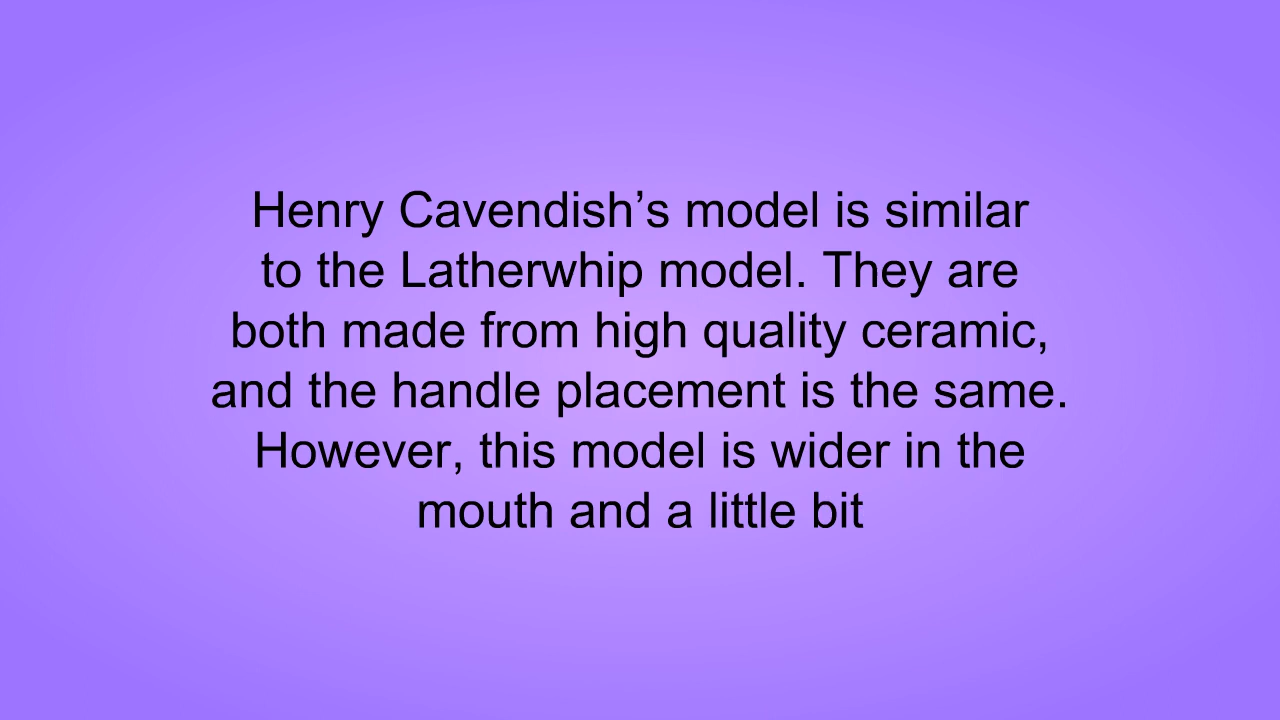 Henry Cavendish’s model is similar
to the Latherwhip model. They are
both made from high quality ceramic,
and the handle placement is the same.
However, this model is wider in the
mouth and a little bit